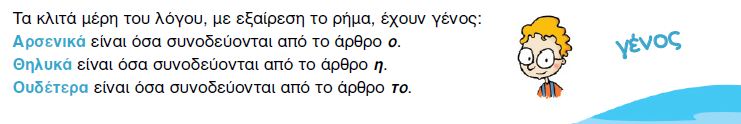 Τα κλιτά μέρη του λόγου, με εξαίρεση το ρήμα, έχουν γένος:
Αρσενικά είναι όσα συνοδεύονται από το άρθρο ο.
Θηλυκά είναι όσα συνοδεύονται από το άρθρο η.
Ουδέτερα είναι όσα συνοδεύονται από το άρθρο το.
γένος